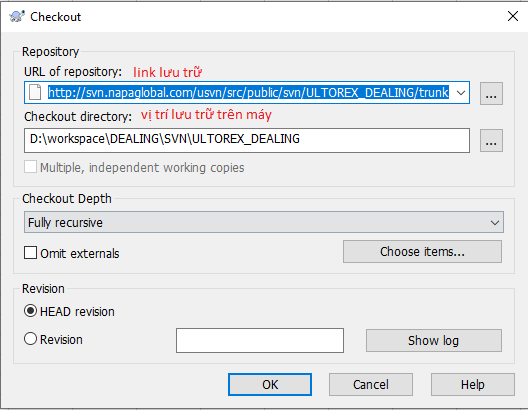 Checkout
Repository
URL of repository: link lưu trữ
http://svn.napaglobal.com/usvn/src/public/svn/ULTOREX_DEALING/trunk
...
Checkout directory: vị trí lưu trữ trên máy
D:\workspace\DEALING\SVN\ULTOREX_DEALING
...
Multiple, independent working copies
Checkout Depth
Fully recursive
Omit externals
Choose items...
Revision
HEAD revision
Revision
Show log
OK
Cancel
Help